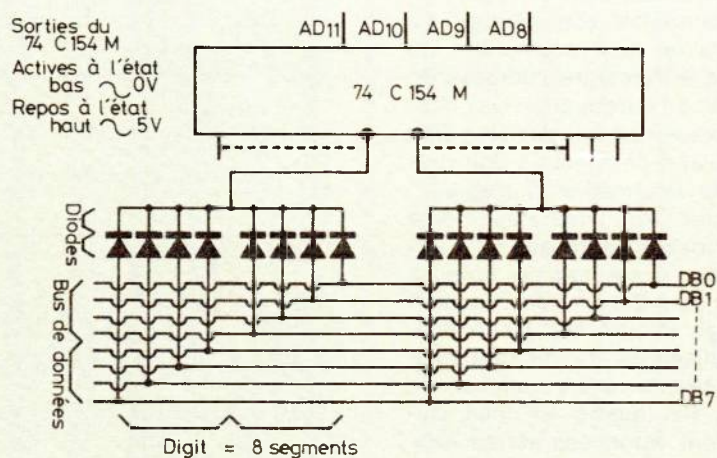 Sorties du
74 C 154 M
Actives à l'état
bas ~ 0V
Repos à l'état
haut ~ 5V
AD11 AD10 AD9 AD8
74 C 154 M
Diodes
Bus de données
DB0
DB1
DB7
Digit = 8 segments